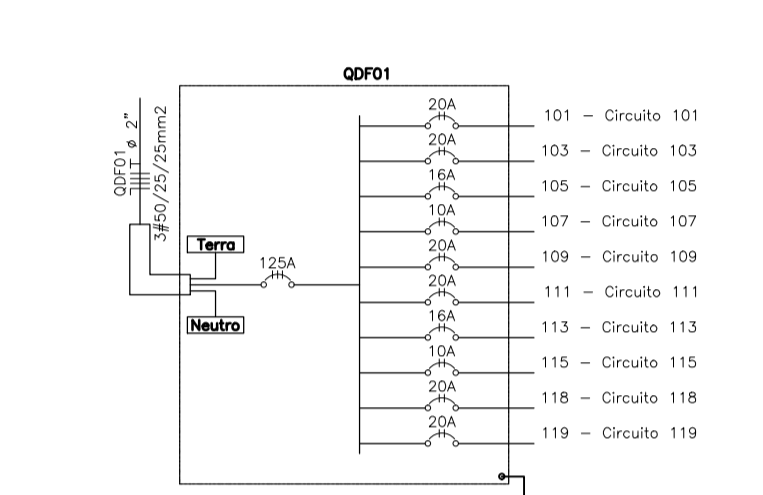 QDF01
QDF01
ø 2"
3#50/25/25mm2
Terra
125A
Neutro
20A
101 - Circuito 101
20A
103 - Circuito 103
16A
105 - Circuito 105
10A
107 - Circuito 107
20A
109 - Circuito 109
20A
111 - Circuito 111
16A
113 - Circuito 113
10A
115 - Circuito 115
20A
118 - Circuito 118
20A
119 - Circuito 119